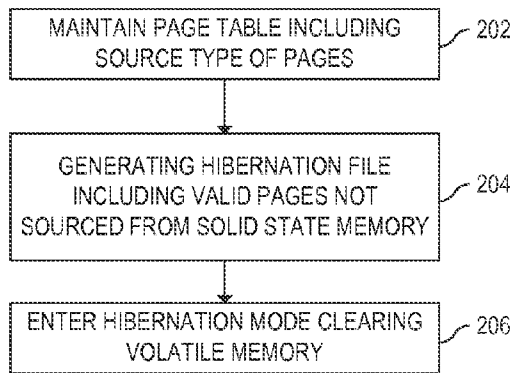 MAINTAIN PAGE TABLE INCLUDING
SOURCE TYPE OF PAGES
202
GENERATING HIBERNATION FILE
INCLUDING VALID PAGES NOT
SOURCED FROM SOLID STATE MEMORY
204
ENTER HIBERNATION MODE CLEARING
VOLATILE MEMORY
206